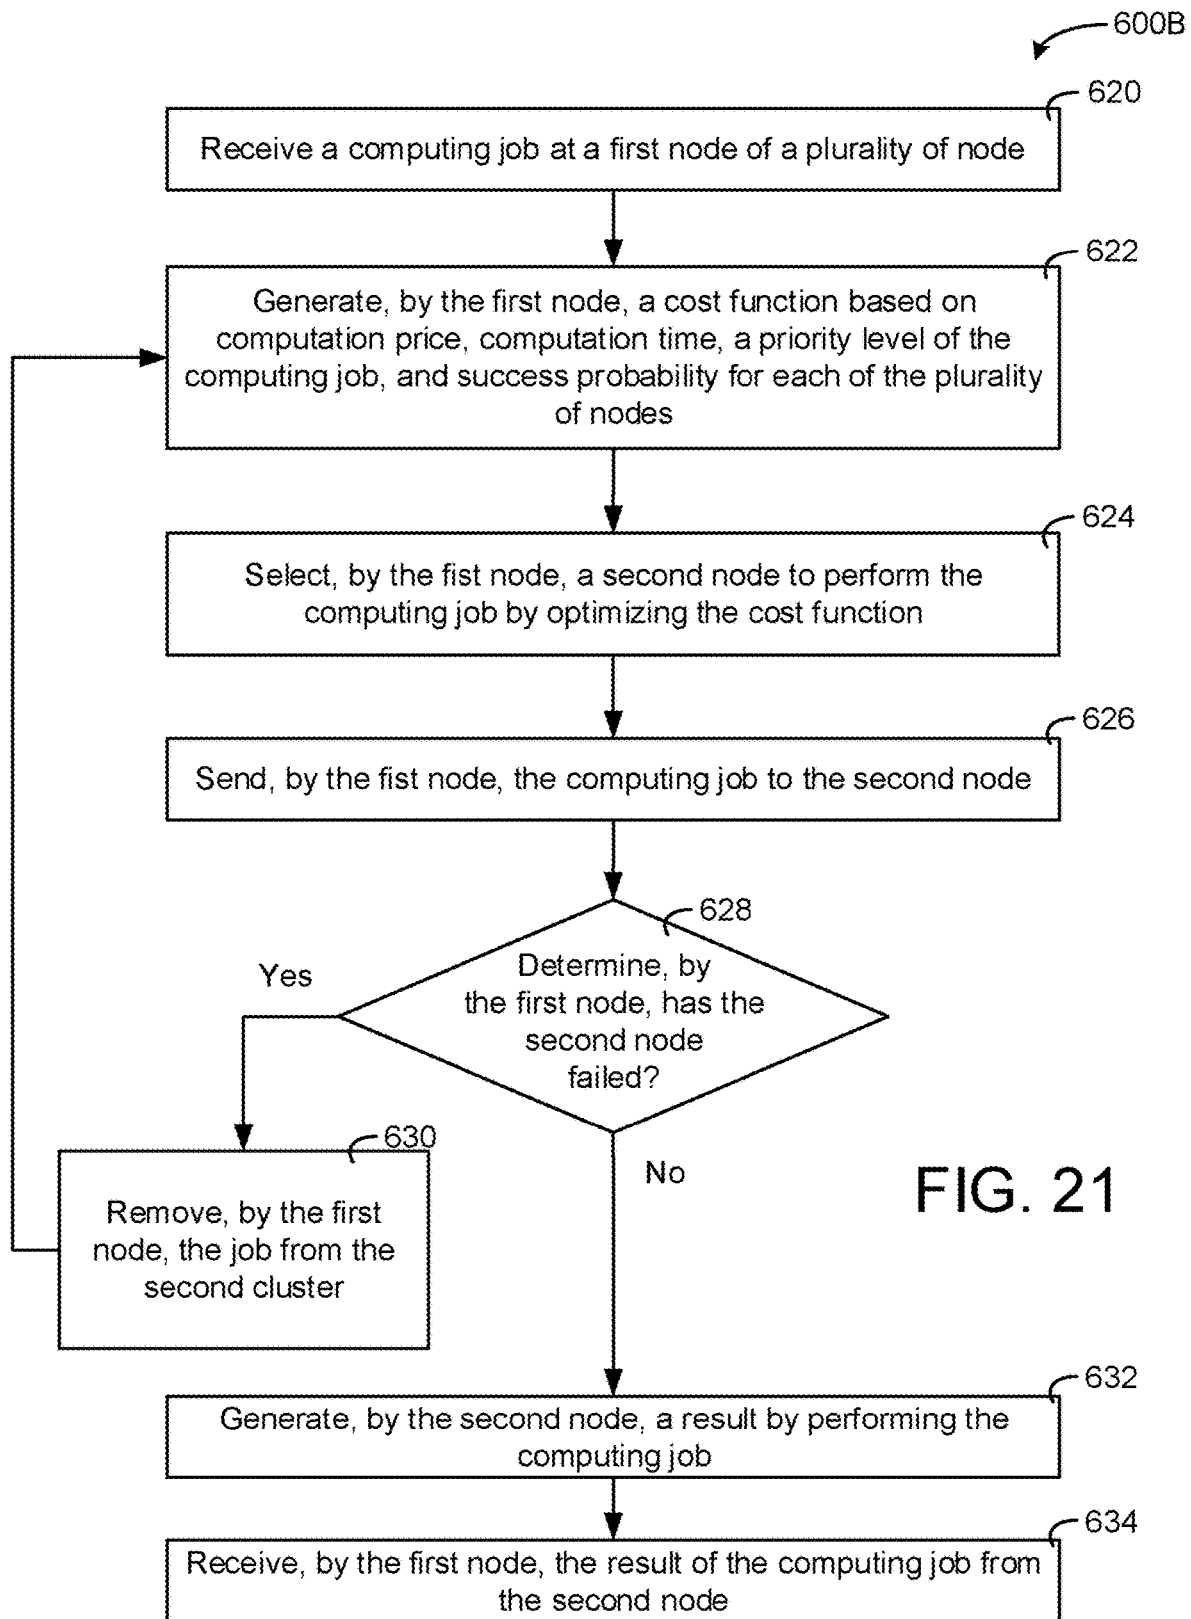 600B
620
Receive a computing job at a first node of a plurality of node
622
Generate, by the first node, a cost function based on
computation price, computation time, a priority level of the
computing job, and success probability for each of the plurality
of nodes
624
Select, by the fist node, a second node to perform the
computing job by optimizing the cost function
626
Send, by the fist node, the computing job to the second node
628
Determine, by
the first node, has the
second node
failed?
Yes
630
Remove, by the first
node, the job from the
second cluster
No
FIG. 21
632
Generate, by the second node, a result by performing the
computing job
634
Receive, by the first node, the result of the computing job from
the second node